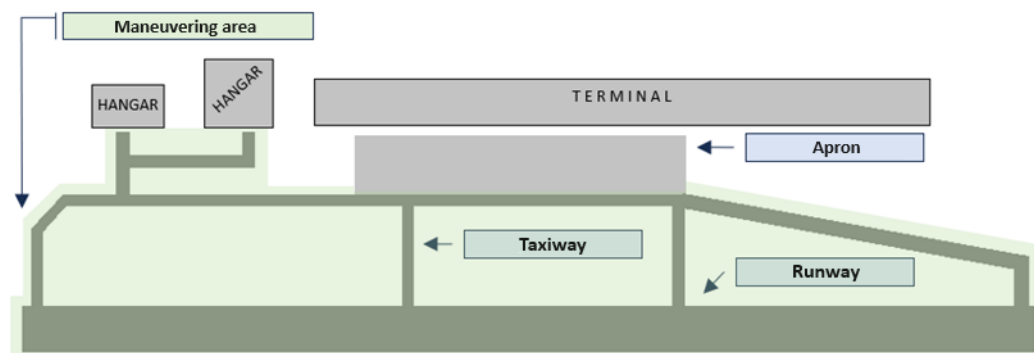 Maneuvering area
HANGAR
HANGAR
TERMINAL
Apron
Taxiway
Runway